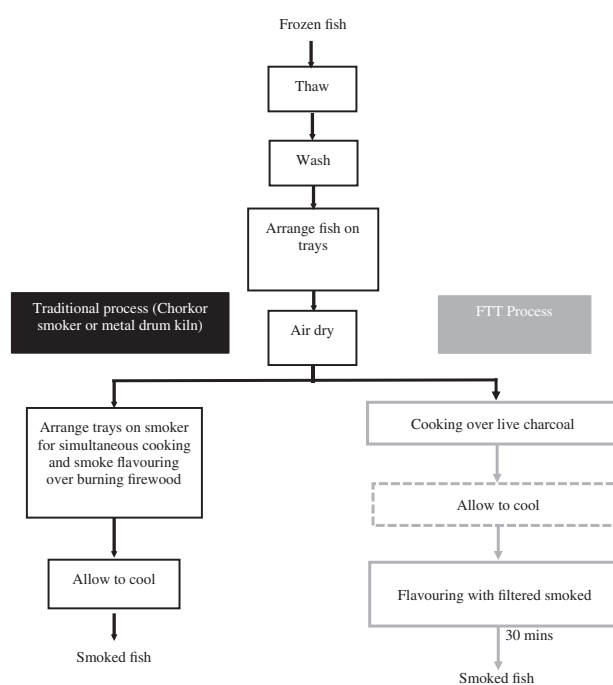 Frozen fish
Thaw
Wash
Arrange fish on
trays
Traditional process (Chorkor
smoker or metal drum kiln)
Air dry
FTT Process
Arrange trays on smoker
for simultaneous cooking
and smoke flavouring
over burning firewood
Allow to cool
Smoked fish
Cooking over live charcoal
Allow to cool
Flavouring with filtered smoked
30 mins
Smoked fish